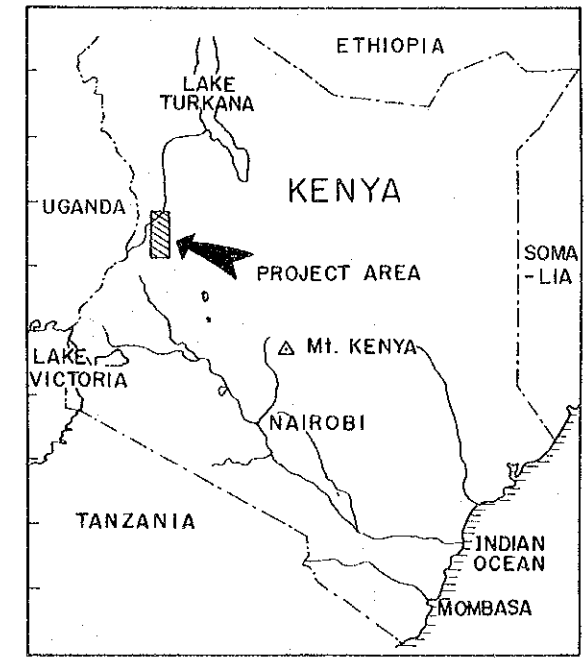 ETHIOPIA
LAKE
TURKANA
KENYA
UGANDA
SOMA
-LIA
PROJECT AREA
Mt. KENYA
LAKE
VICTORIA
NAIROBI
TANZANIA
INDIAN
OCEAN
MOMBASA